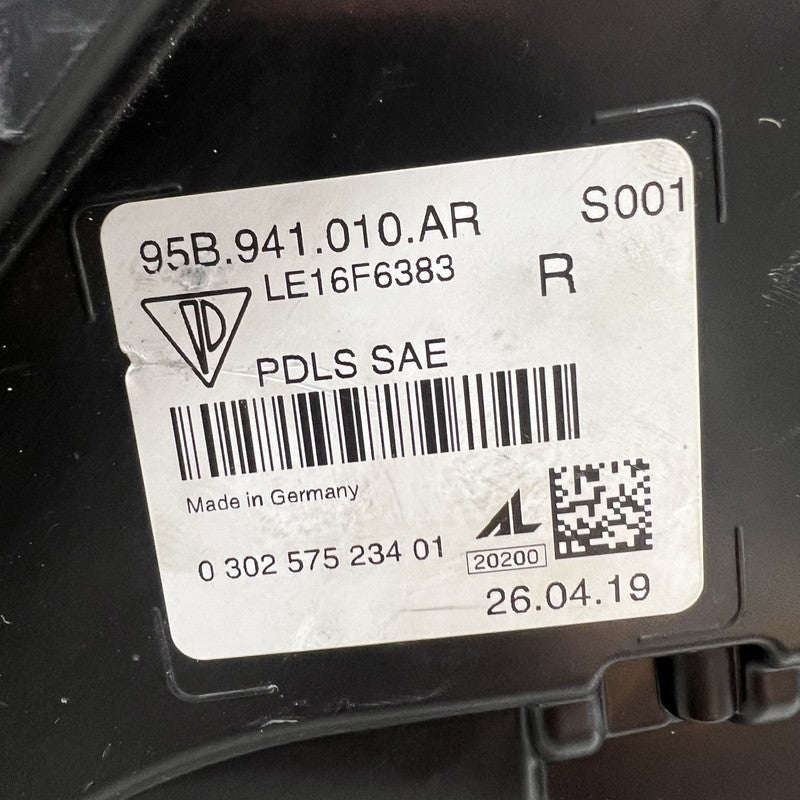 95B.941.010.AR S001
LE16F6383 R
PDLS SAE
Made in Germany
AL
0 302 575 234 01 20200
26.04.19